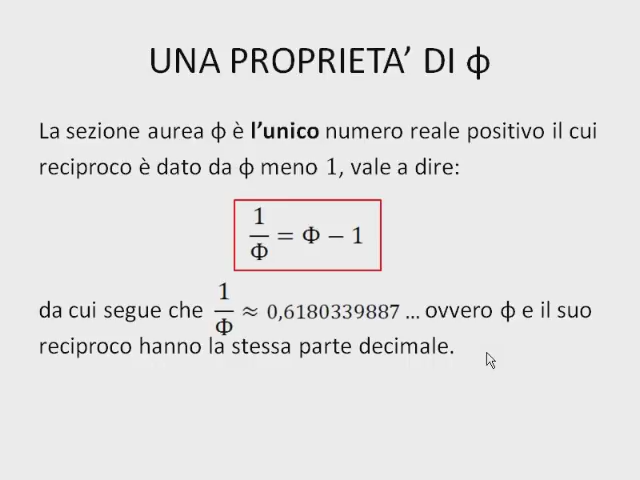 UNA PROPRIETA’ DI ϕ
La sezione aurea ϕ è l’unico numero reale positivo il cui
reciproco è dato da ϕ meno 1, vale a dire:
1/Φ = Φ − 1
da cui segue che 1/Φ ≈ 0,6180339887 ... ovvero ϕ e il suo
reciproco hanno la stessa parte decimale.